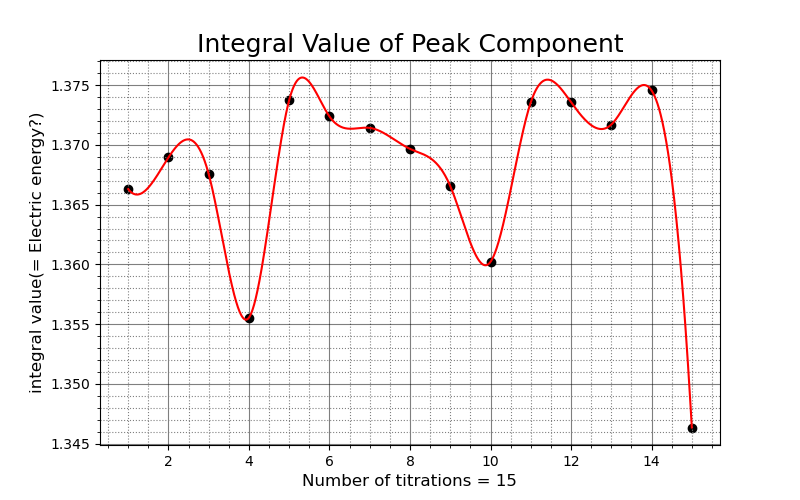 Integral Value of Peak Component
integral value(= Electric energy?)
1.375
1.370
1.365
1.360
1.355
1.350
1.345
2 4 6 8 10 12 14
Number of titrations = 15